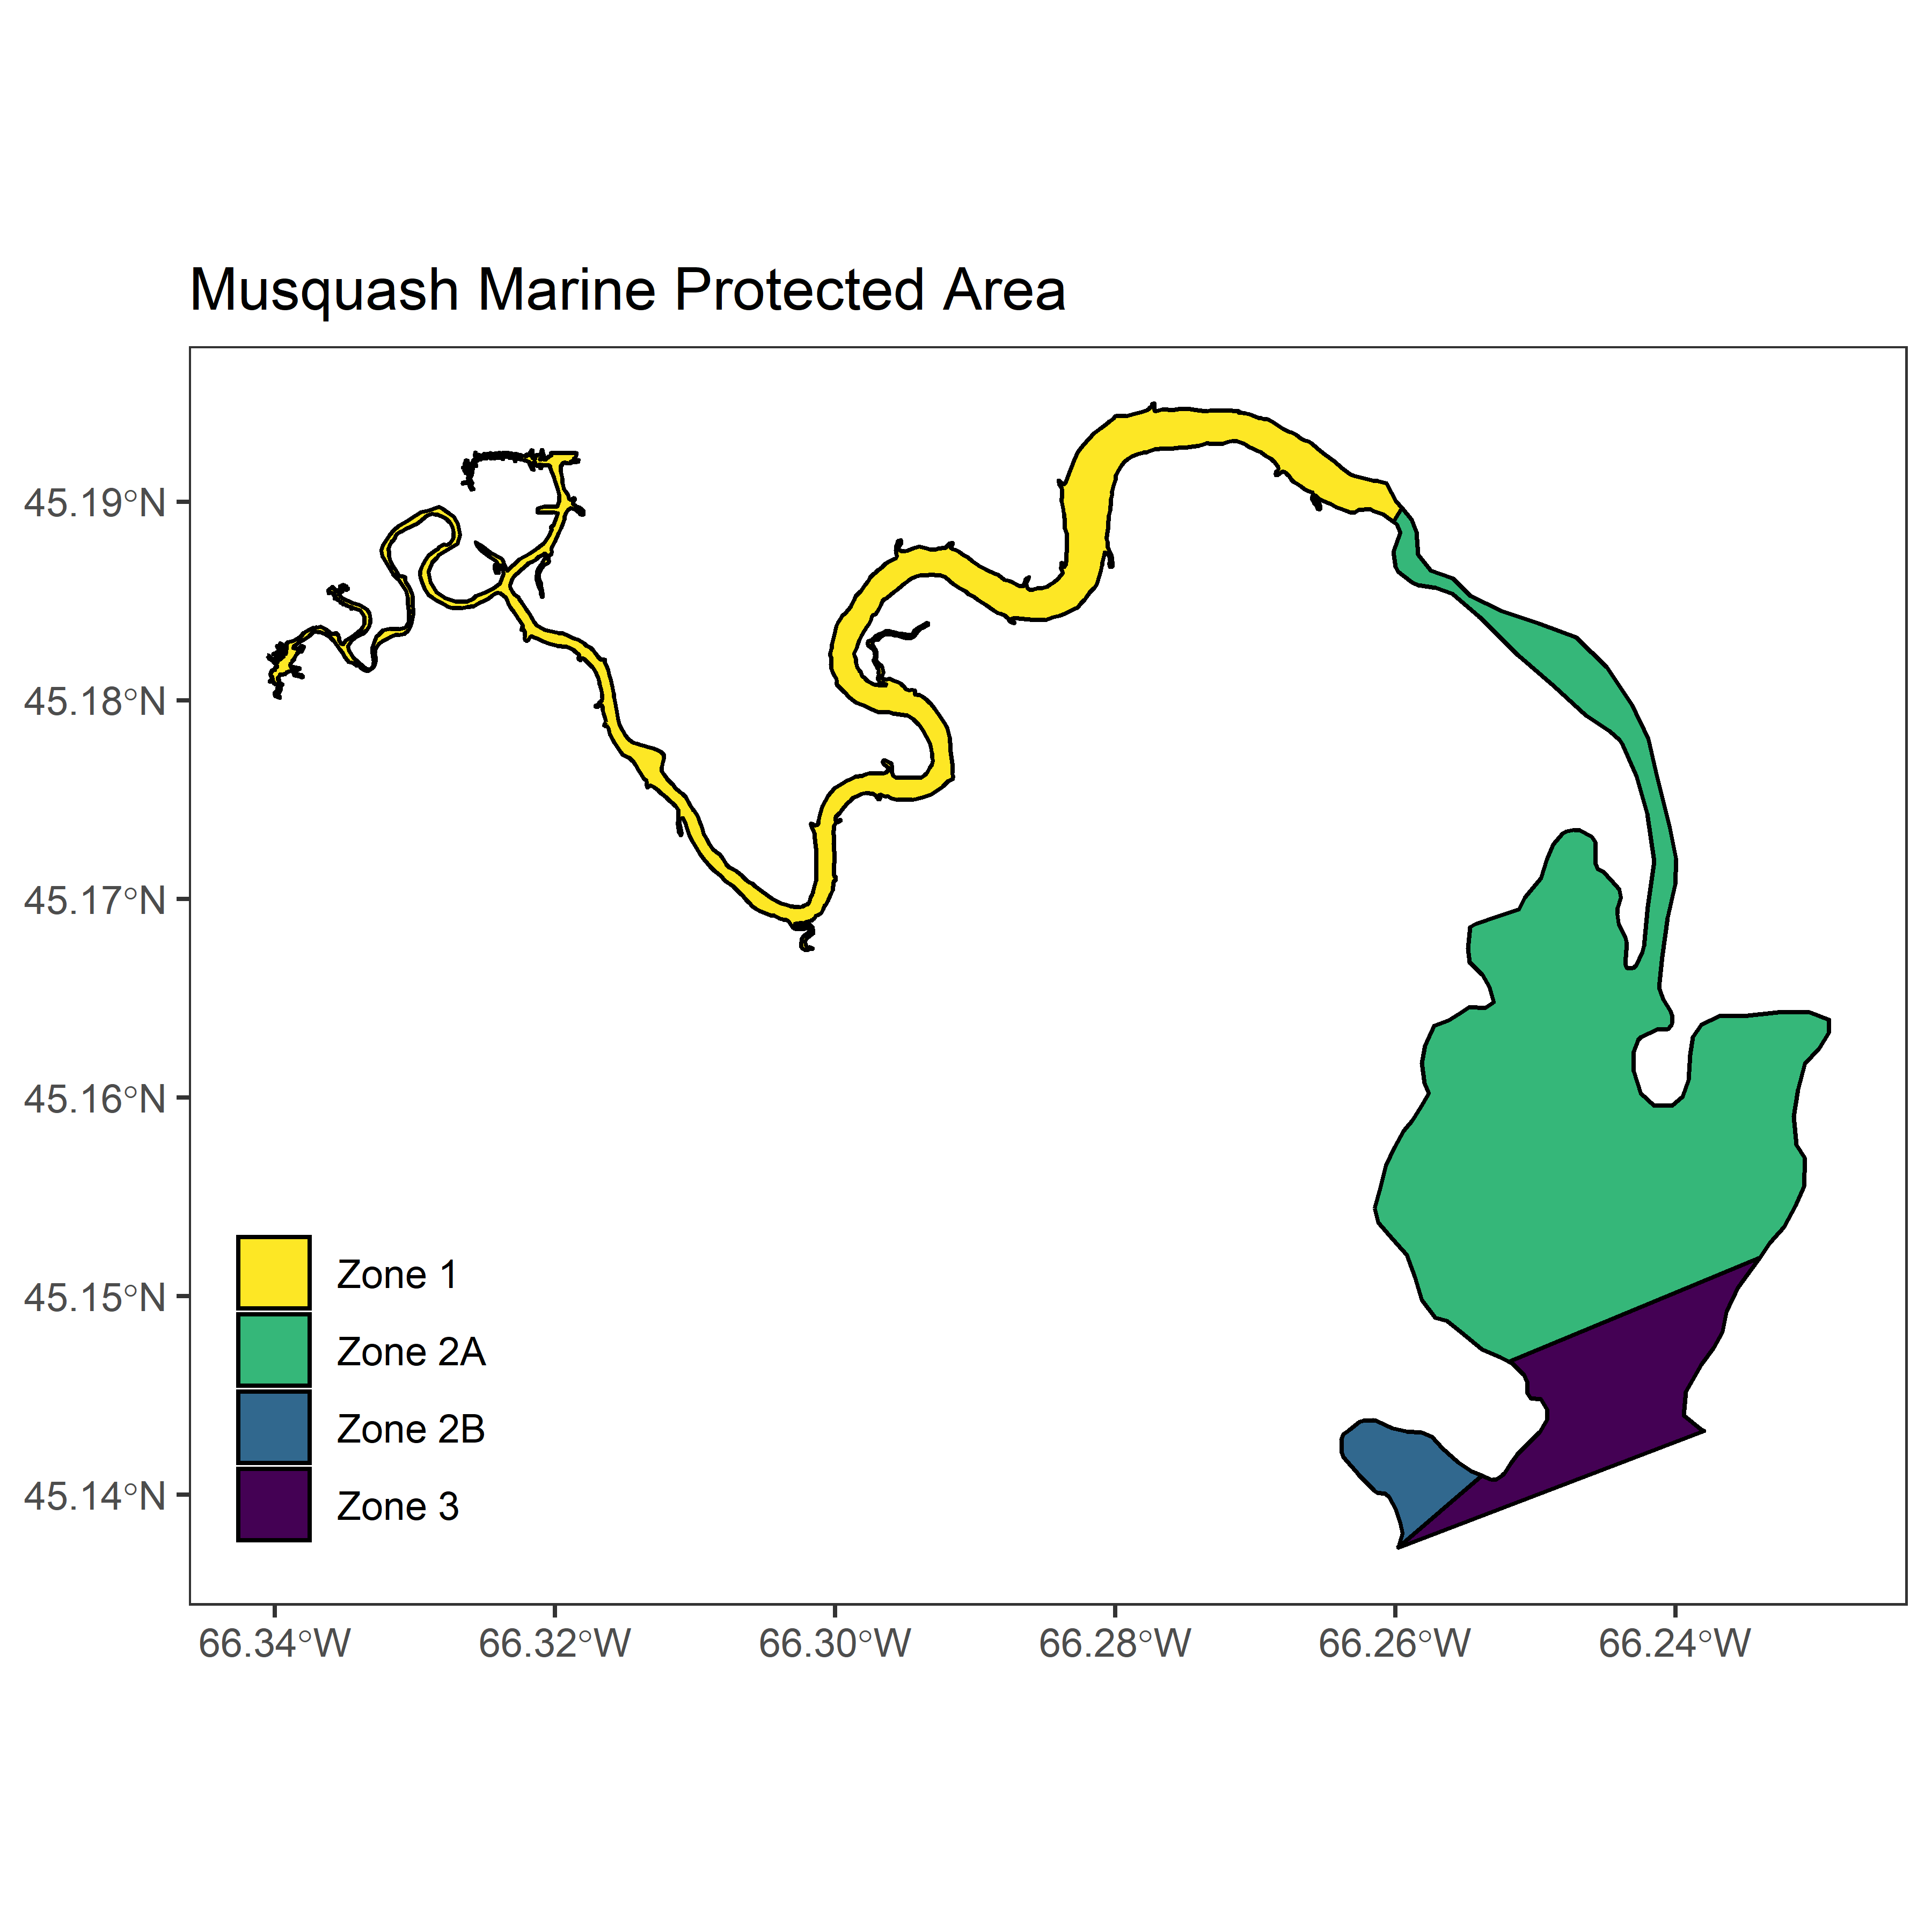 Musquash Marine Protected Area
45.19°N
45.18°N
45.17°N
45.16°N
45.15°N
45.14°N
Zone 1
Zone 2A
Zone 2B
Zone 3
66.34°W 66.32°W 66.30°W 66.28°W 66.26°W 66.24°W